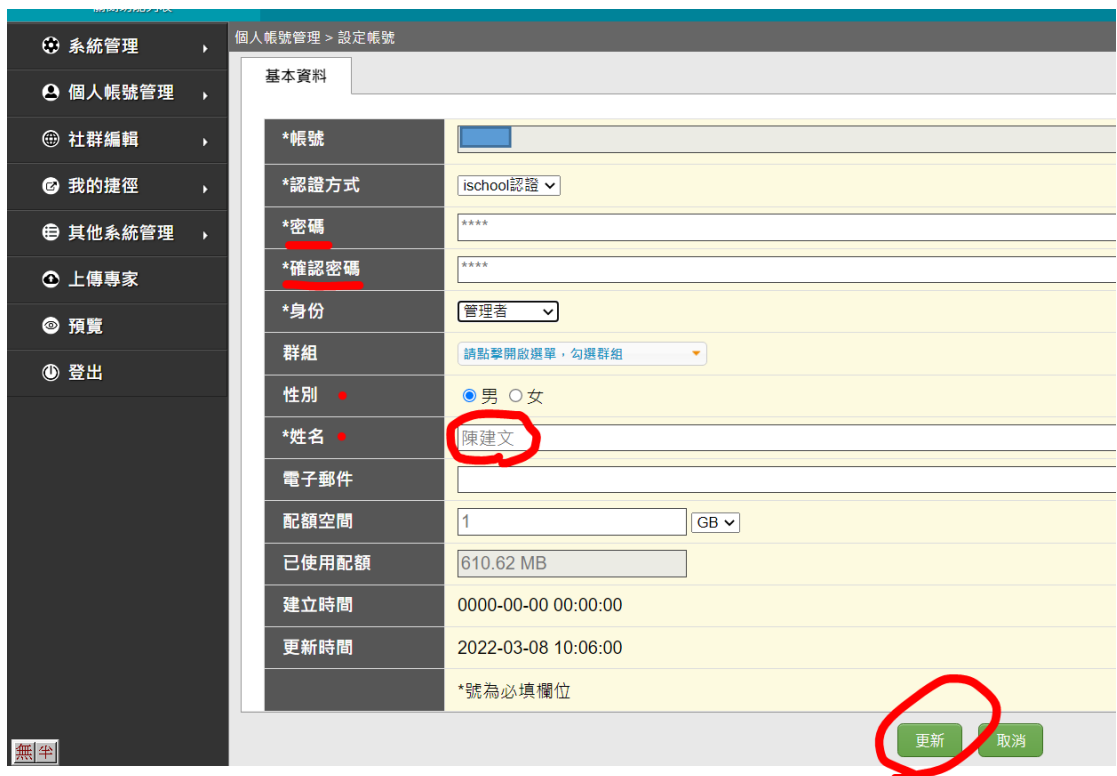 系統管理
個人帳號管理
社群編輯
我的捷徑
其他系統管理
上傳專家
預覽
登出
無半
個人帳號管理 > 設定帳號
基本資料
*帳號
*認證方式 ischool認證
*密碼 ****
*確認密碼 ****
*身份 管理者
群組 請點擊開啟選單，勾選群組
性別 男 女
*姓名 陳建文
電子郵件
配額空間 1 GB
已使用配額 610.62 MB
建立時間 0000-00-00 00:00:00
更新時間 2022-03-08 10:06:00
*號為必填欄位
更新 取消